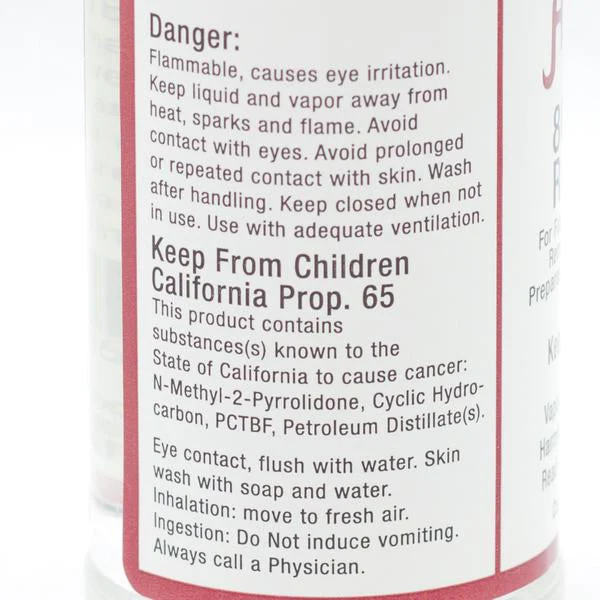 Danger:
Flammable, causes eye irritation.
Keep liquid and vapor away from
heat, sparks and flame. Avoid
contact with eyes. Avoid prolonged
or repeated contact with skin. Wash
after handling. Keep closed when not
in use. Use with adequate ventilation.
Keep From Children
California Prop. 65
This product contains
substances(s) known to the
State of California to cause cancer:
N-Methyl-2-Pyrrolidone, Cyclic Hydro-
carbon, PCTBF, Petroleum Distillate(s).
Eye contact, flush with water. Skin
wash with soap and water.
Inhalation: move to fresh air.
Ingestion: Do Not induce vomiting.
Always call a Physician.
For